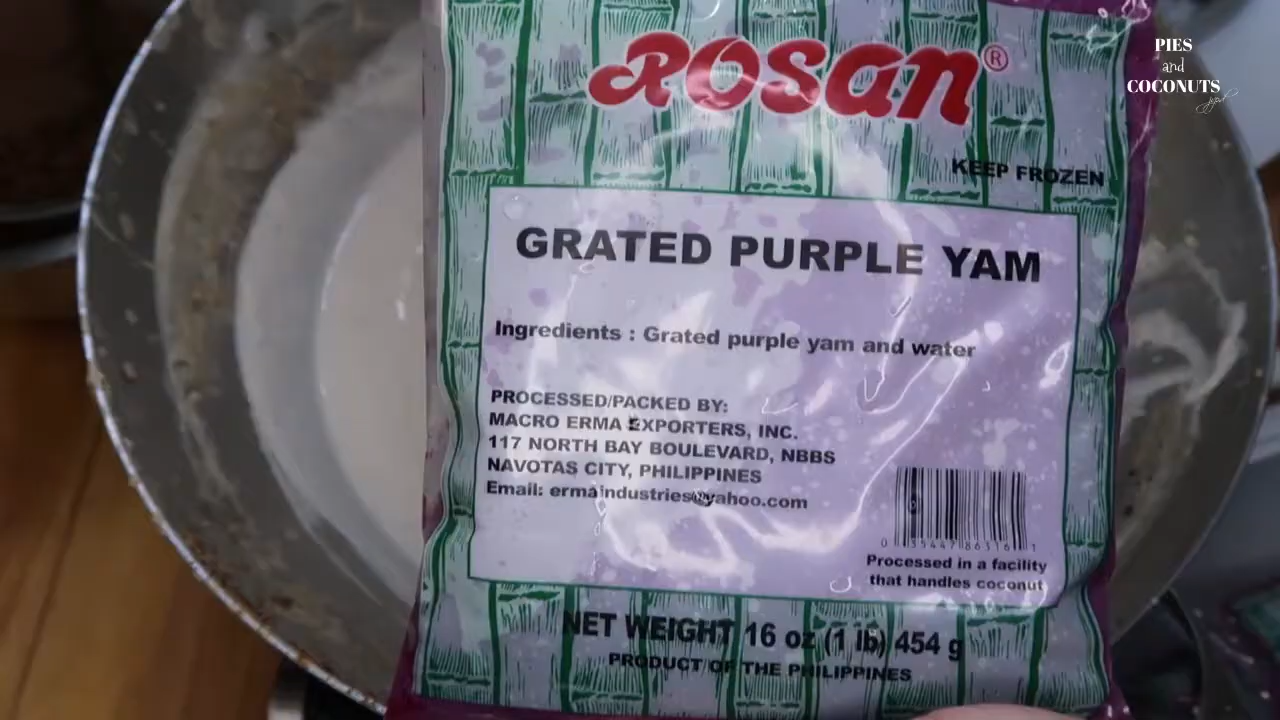 PIES
and
COCONUTS
ROSAN®
KEEP FROZEN
GRATED PURPLE YAM
Ingredients : Grated purple yam and water
PROCESSED/PACKED BY:
MACRO ERMA EXPORTERS, INC.
117 NORTH BAY BOULEVARD, NBBS
NAVOTAS CITY, PHILIPPINES
Email: ermaindustries@yahoo.com
Processed in a facility
that handles coconut
NET WEIGHT 16 oz (1 lb) 454 g
PRODUCT OF THE PHILIPPINES